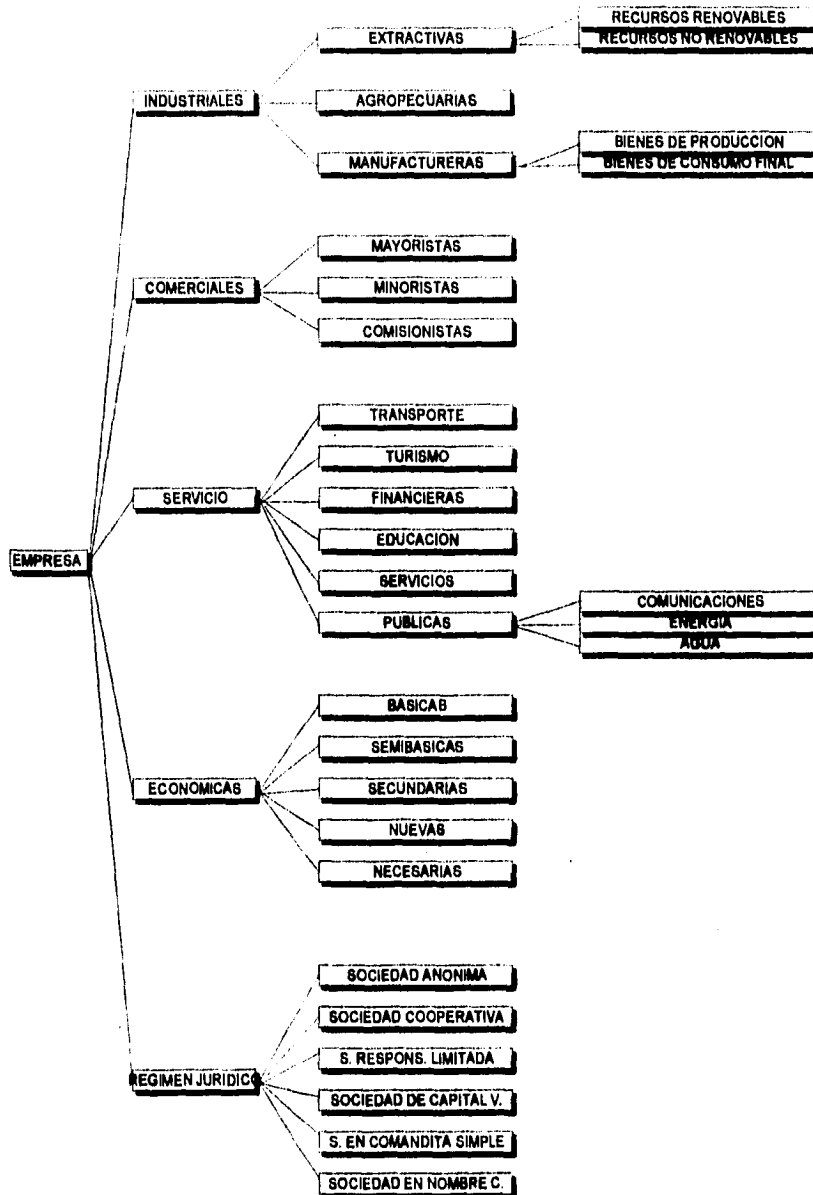 EMPRESA
INDUSTRIALES
EXTRACTIVAS
RECURSOS RENOVABLES
RECURSOS NO RENOVABLES
AGROPECUARIAS
MANUFACTURERAS
BIENES DE PRODUCCION
BIENES DE CONSUMO FINAL
COMERCIALES
MAYORISTAS
MINORISTAS
COMISIONISTAS
SERVICIO
TRANSPORTE
TURISMO
FINANCIERAS
EDUCACION
SERVICIOS
PUBLICAS
COMUNICACIONES
ENERGIA
AGUA
ECONOMICAS
BASICAB
SEMIBASICAS
SECUNDARIAS
NUEVAS
NECESARIAS
REGIMEN JURIDICO
SOCIEDAD ANONIMA
SOCIEDAD COOPERATIVA
S. RESPONS. LIMITADA
SOCIEDAD DE CAPITAL V.
S. EN COMANDITA SIMPLE
SOCIEDAD EN NOMBRE C.